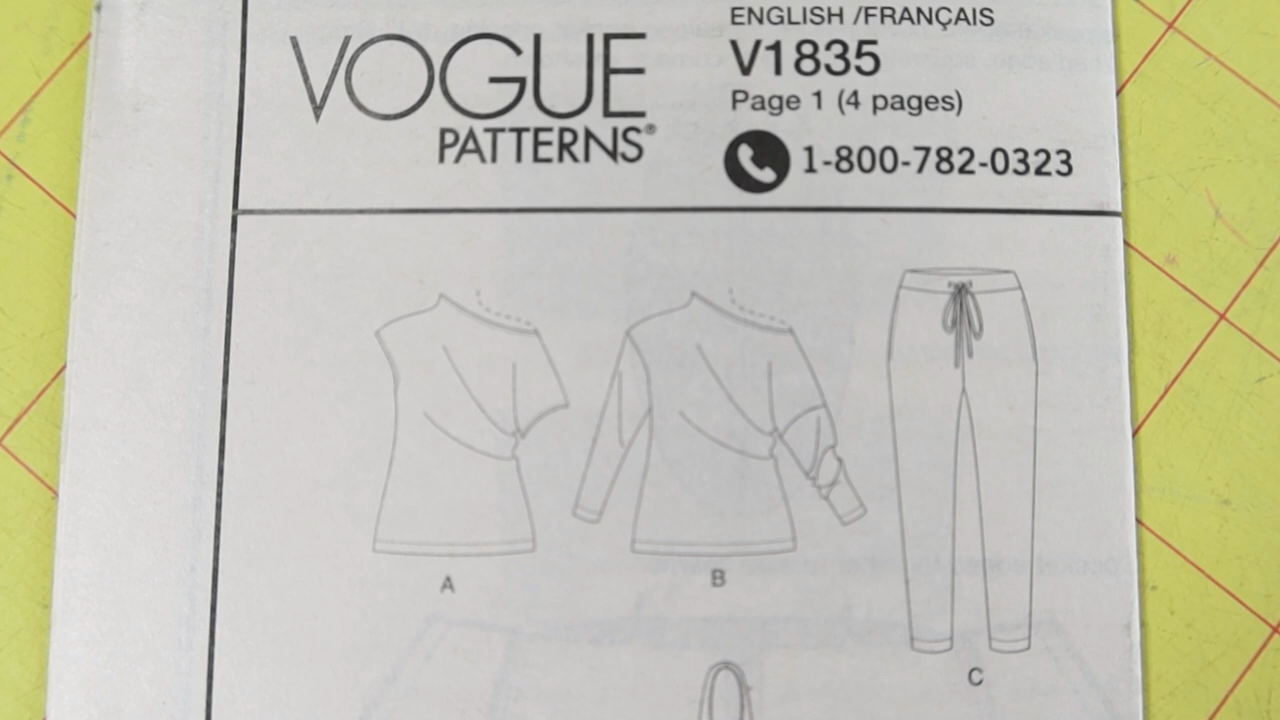 VOGUE
PATTERNS®
ENGLISH /FRANÇAIS
V1835
Page 1 (4 pages)
1-800-782-0323
A
B
C